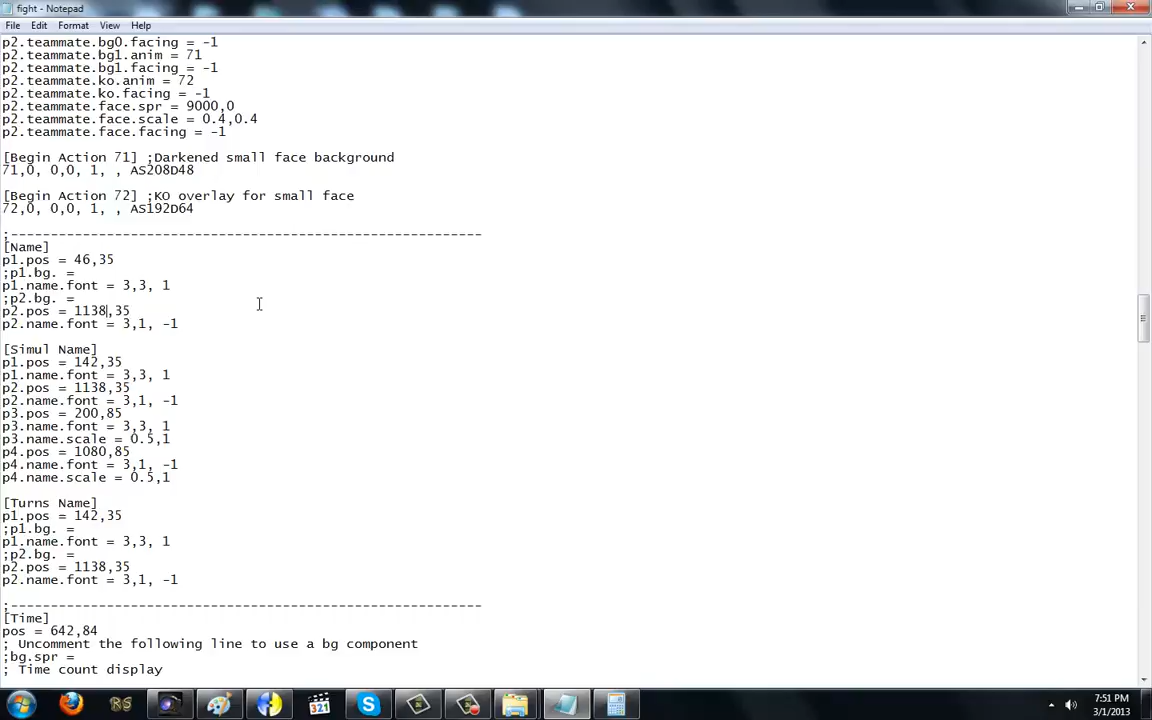 fight - Notepad
File Edit Format View Help
p2.teammate.bg0.facing = -1
p2.teammate.bg1.anim = 71
p2.teammate.bg1.facing = -1
p2.teammate.ko.anim = 72
p2.teammate.ko.facing = -1
p2.teammate.face.spr = 9000,0
p2.teammate.face.scale = 0.4,0.4
p2.teammate.face.facing = -1
[Begin Action 71] ;Darkened small face background
71,0, 0,0, 1, , AS208D48
[Begin Action 72] ;KO overlay for small face
72,0, 0,0, 1, , AS192D64
;-----------------------------------------------------------
[Name]
p1.pos = 46,35
;p1.bg. =
p1.name.font = 3,3, 1
;p2.bg. =
p2.pos = 1138,35
p2.name.font = 3,1, -1
[Simul Name]
p1.pos = 142,35
p1.name.font = 3,3, 1
p2.pos = 1138,35
p2.name.font = 3,1, -1
p3.pos = 200,85
p3.name.font = 3,3, 1
p3.name.scale = 0.5,1
p4.pos = 1080,85
p4.name.font = 3,1, -1
p4.name.scale = 0.5,1
[Turns Name]
p1.pos = 142,35
;p1.bg. =
p1.name.font = 3,3, 1
;p2.bg. =
p2.pos = 1138,35
p2.name.font = 3,1, -1
;-----------------------------------------------------------
[Time]
pos = 642,84
; Uncomment the following line to use a bg component
;bg.spr =
; Time count display
RS
321
7:51 PM
3/1/2013